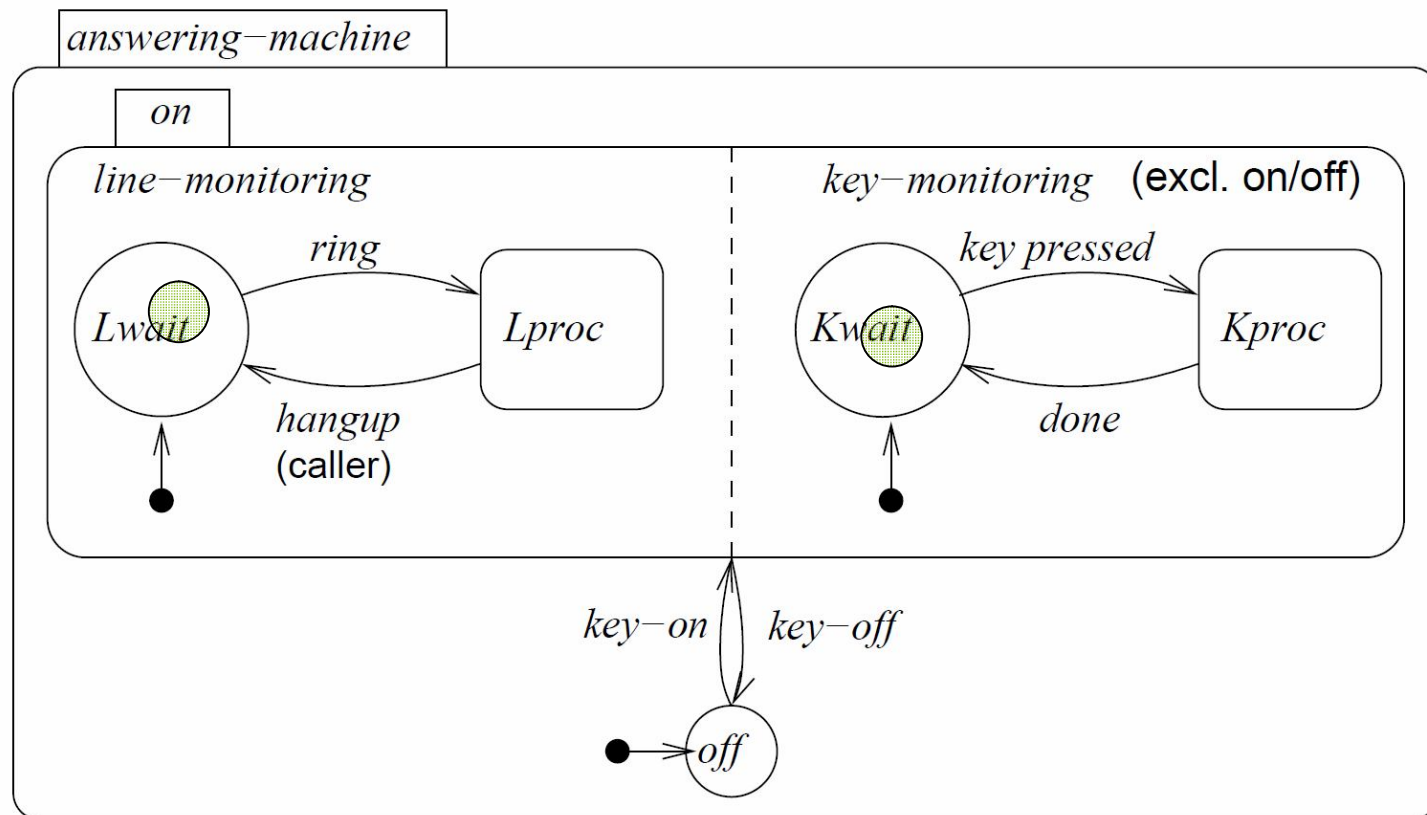 answering−machine
on
line−monitoring
key−monitoring (excl. on/off)
ring
key pressed
Lwait
Lproc
Kwait
Kproc
hangup
(caller)
done
key−on
key−off
off